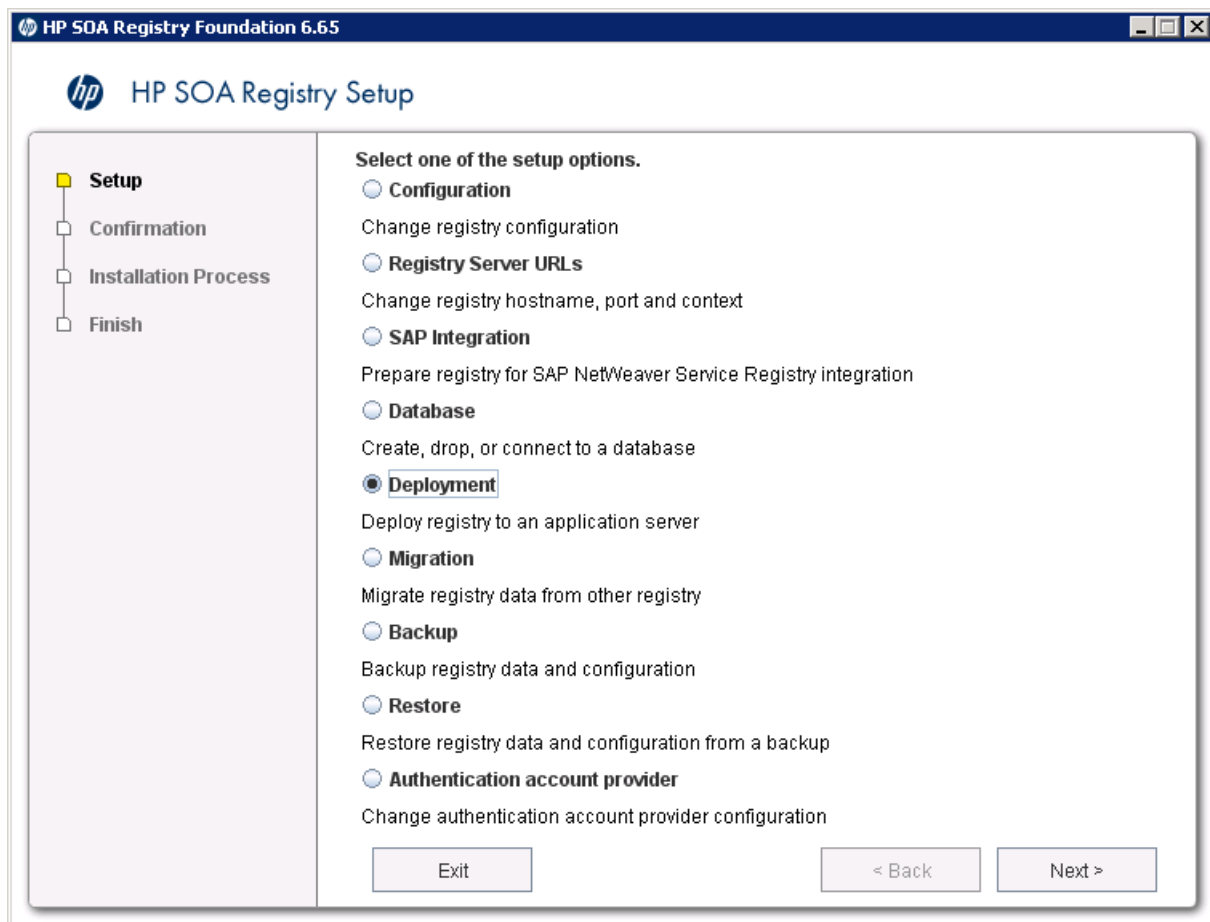 HP SOA Registry Foundation 6.65
hp HP SOA Registry Setup
Setup
Confirmation
Installation Process
Finish
Select one of the setup options.
Configuration
Change registry configuration
Registry Server URLs
Change registry hostname, port and context
SAP Integration
Prepare registry for SAP NetWeaver Service Registry integration
Database
Create, drop, or connect to a database
Deployment
Deploy registry to an application server
Migration
Migrate registry data from other registry
Backup
Backup registry data and configuration
Restore
Restore registry data and configuration from a backup
Authentication account provider
Change authentication account provider configuration
Exit
< Back
Next >